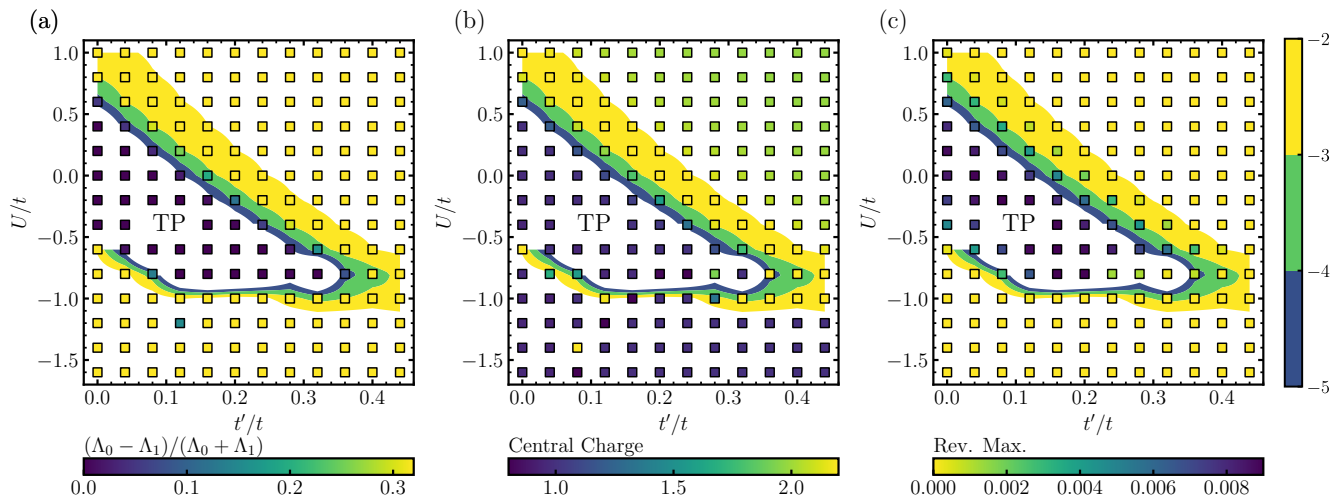 (a)
(b)
(c)
1.0
0.5
0.0
−0.5
−1.0
−1.5
U/t
TP
0.0 0.1 0.2 0.3 0.4
t′/t
(Λ₀ − Λ₁)/(Λ₀ + Λ₁)
0.0 0.1 0.2 0.3
1.0
0.5
0.0
−0.5
−1.0
−1.5
U/t
TP
0.0 0.1 0.2 0.3 0.4
t′/t
Central Charge
1.0 1.5 2.0
1.0
0.5
0.0
−0.5
−1.0
−1.5
U/t
TP
0.0 0.1 0.2 0.3 0.4
t′/t
Rev. Max.
0.000 0.002 0.004 0.006 0.008
−2
−3
−4
−5